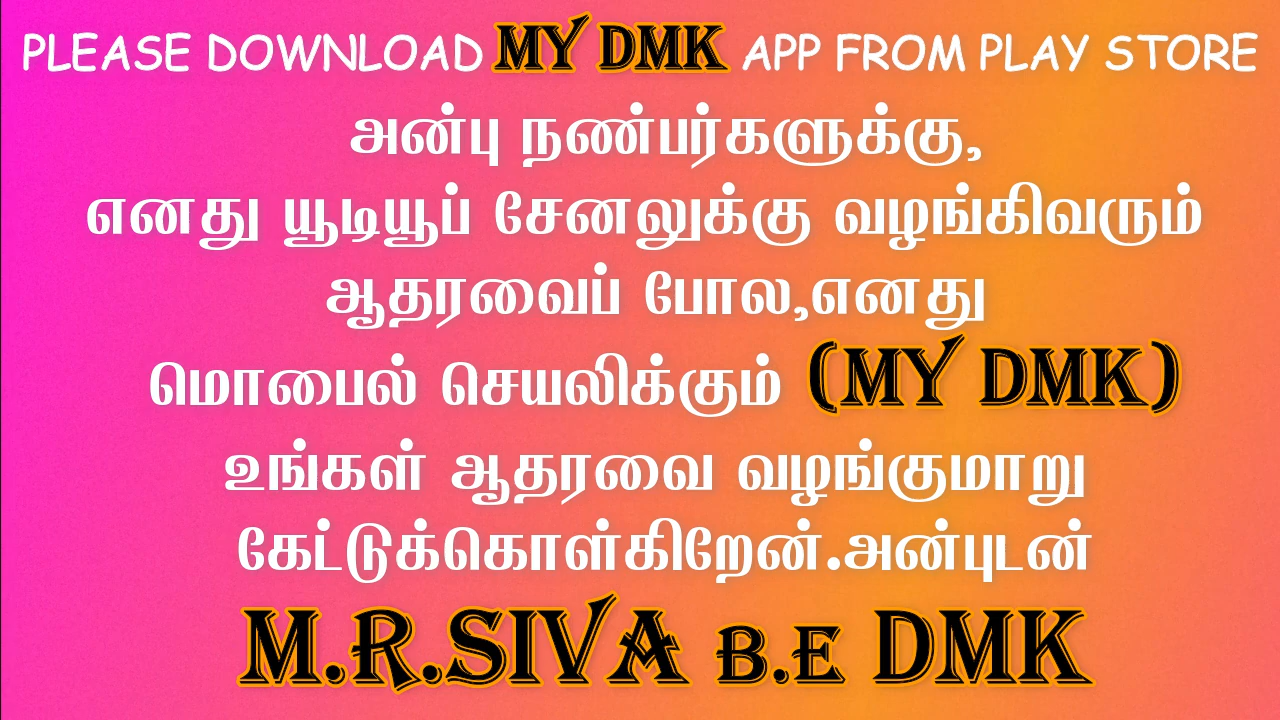 PLEASE DOWNLOAD MY DMK APP FROM PLAY STORE
அன்பு நண்பர்களுக்கு,
எனது யூடியூப் சேனலுக்கு வழங்கிவரும்
ஆதரவைப் போல,எனது
மொபைல் செயலிக்கும் (MY DMK)
உங்கள் ஆதரவை வழங்குமாறு
கேட்டுக்கொள்கிறேன்.அன்புடன்
M.R.SIVA B.E DMK